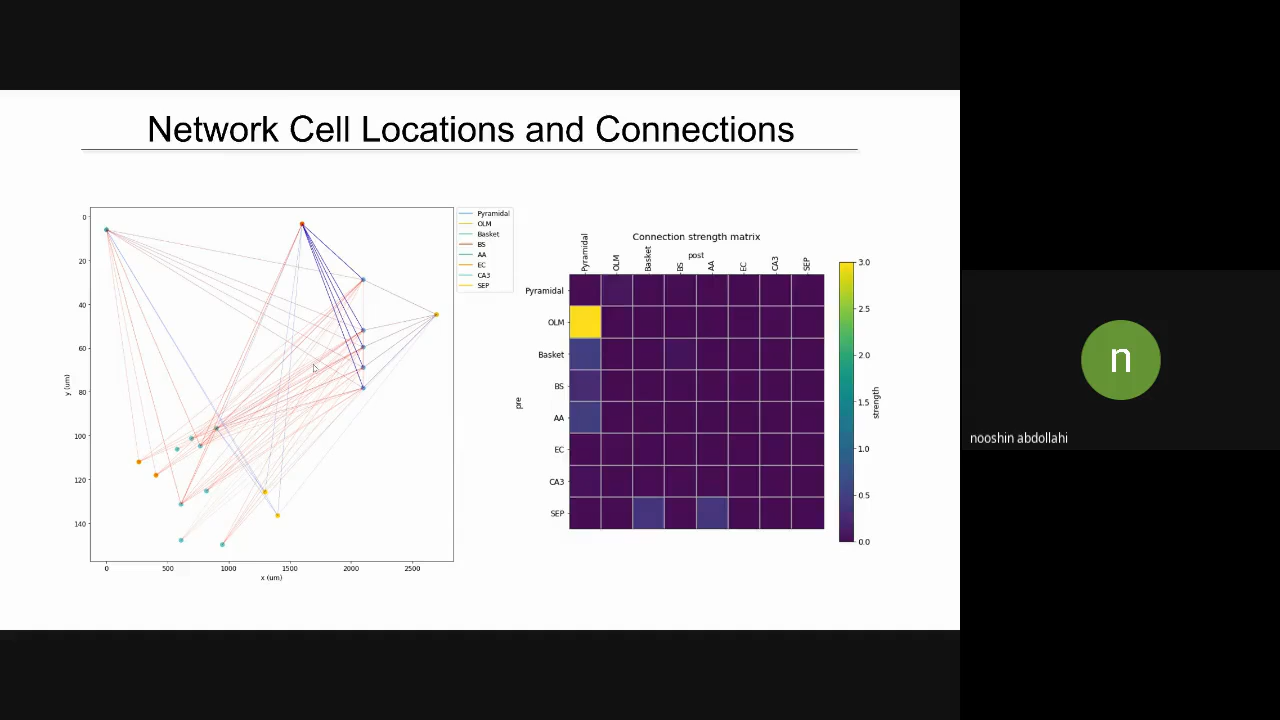 Network Cell Locations and Connections
0
20
40
60
80
100
120
140
y (um)
0 500 1000 1500 2000 2500
x (um)
Pyramidal
OLM
Basket
BS
AA
EC
CA3
SEP
Connection strength matrix
post
Pyramidal OLM Basket BS AA EC CA3 SEP
pre
Pyramidal
OLM
Basket
BS
AA
EC
CA3
SEP
3.0
2.5
2.0
1.5
1.0
0.5
0.0
strength
n
nooshin abdollahi